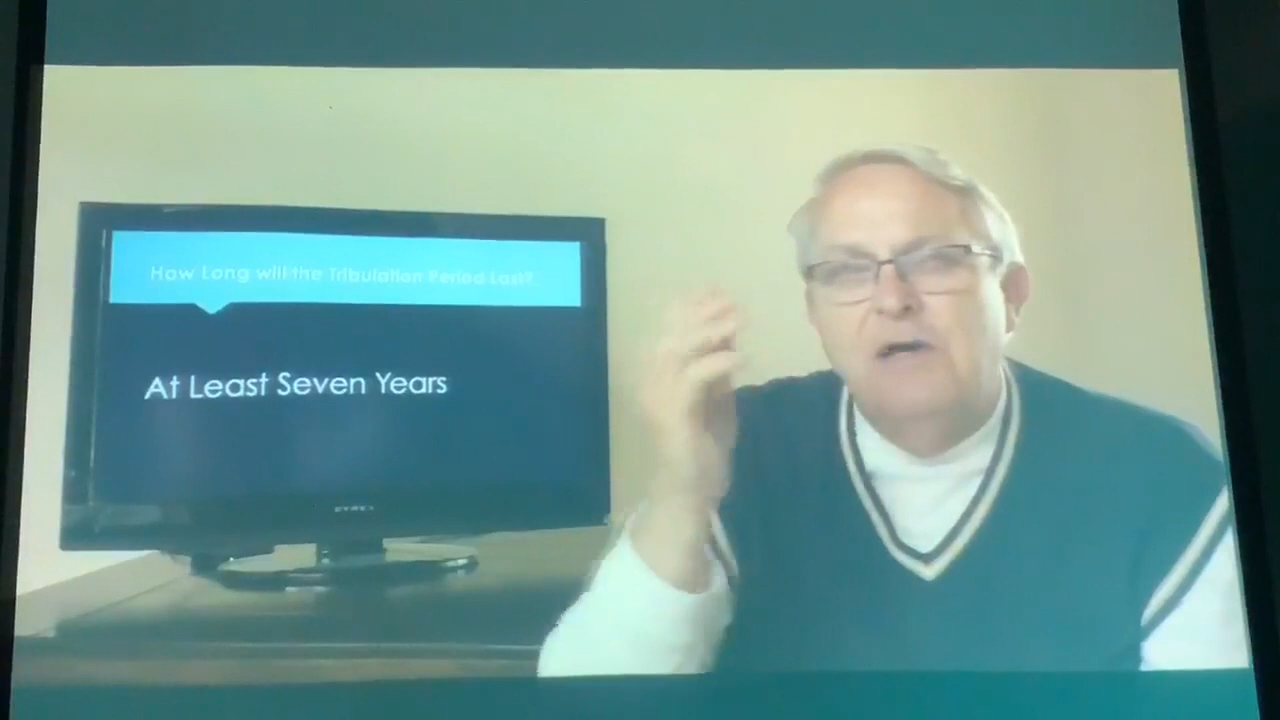 How Long will the Tribulation Period Last?
At Least Seven Years